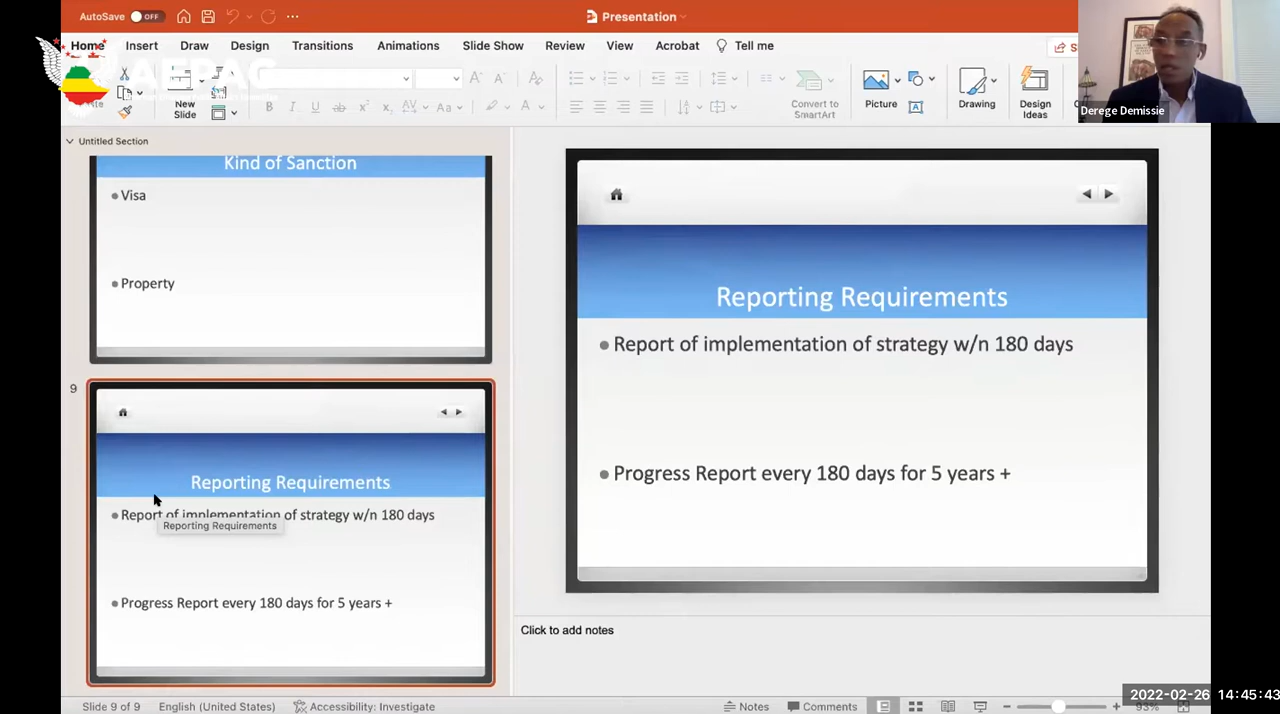 AutoSave OFF
Presentation
Home Insert Draw Design Transitions Animations Slide Show Review View Acrobat Tell me
AEPAG
New Slide
Convert to SmartArt
Picture
Drawing
Design Ideas
Derege Demissie
Untitled Section
Kind of Sanction
Visa
Property
9
Reporting Requirements
Report of implementation of strategy w/n 180 days
Reporting Requirements
Progress Report every 180 days for 5 years +
Reporting Requirements
Report of implementation of strategy w/n 180 days
Progress Report every 180 days for 5 years +
Click to add notes
Slide 9 of 9 English (United States) Accessibility: Investigate Notes Comments 93%
2022-02-26 14:45:43